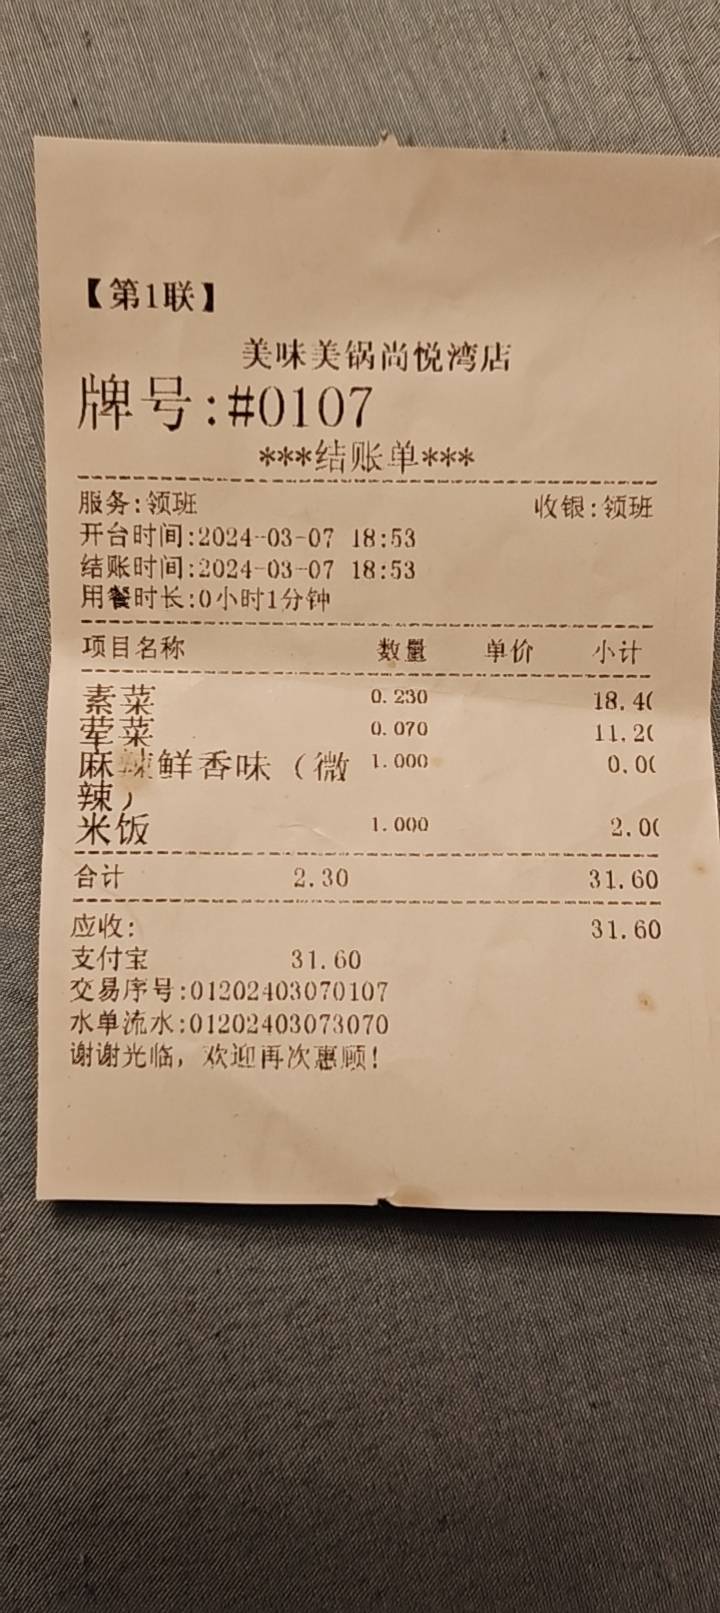 【第1联】
美味美锅尚悦湾店
牌号:#0107
***结账单***
服务:领班 收银:领班
开台时间:2024-03-07 18:53
结账时间:2024-03-07 18:53
用餐时长:0小时1分钟
项目名称 数量 单价 小计
素菜 0.230 18.40
荤菜 0.070 11.20
麻辣鲜香味（微 1.000 0.00
辣）
米饭 1.000 2.00
合计 2.30 31.60
应收: 31.60
支付宝 31.60
交易序号:01202403070107
水单流水:01202403073070
谢谢光临，欢迎再次惠顾!